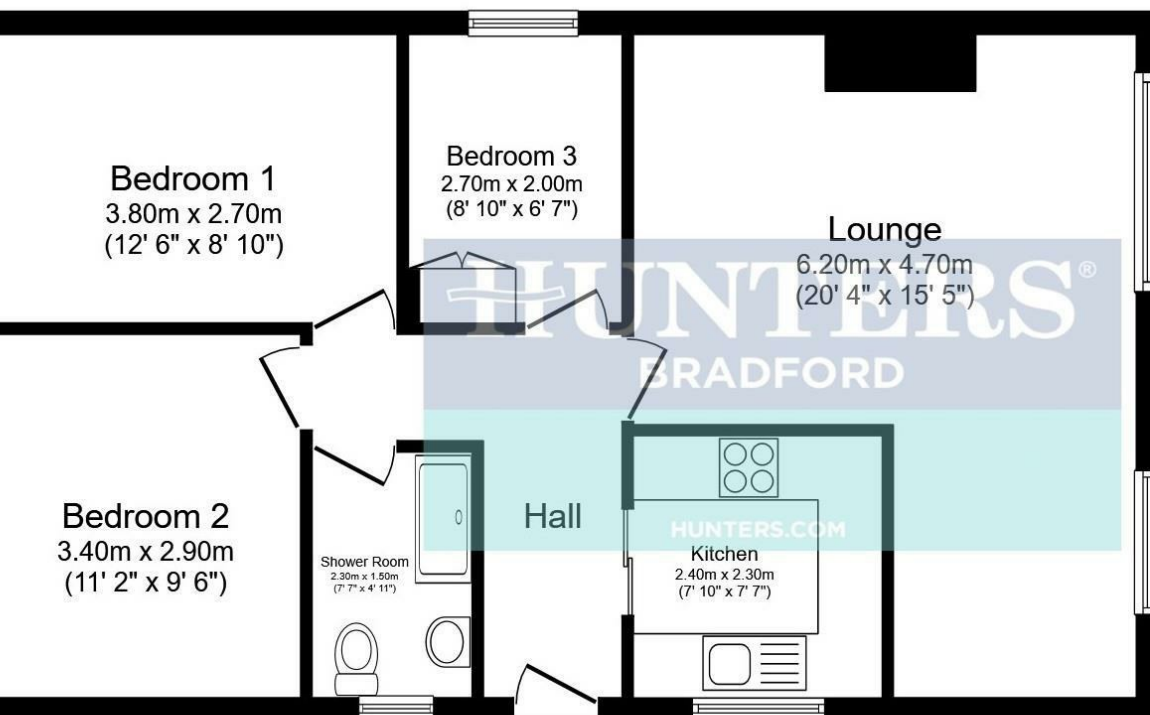 Bedroom 1
3.80m x 2.70m
(12' 6" x 8' 10")
Bedroom 3
2.70m x 2.00m
(8' 10" x 6' 7")
Lounge
6.20m x 4.70m
(20' 4" x 15' 5")
HUNTERS®
BRADFORD
HUNTERS.COM
Bedroom 2
3.40m x 2.90m
(11' 2" x 9' 6")
Shower Room
2.30m x 1.50m
(7' 7" x 4' 11")
Hall
Kitchen
2.40m x 2.30m
(7' 10" x 7' 7")